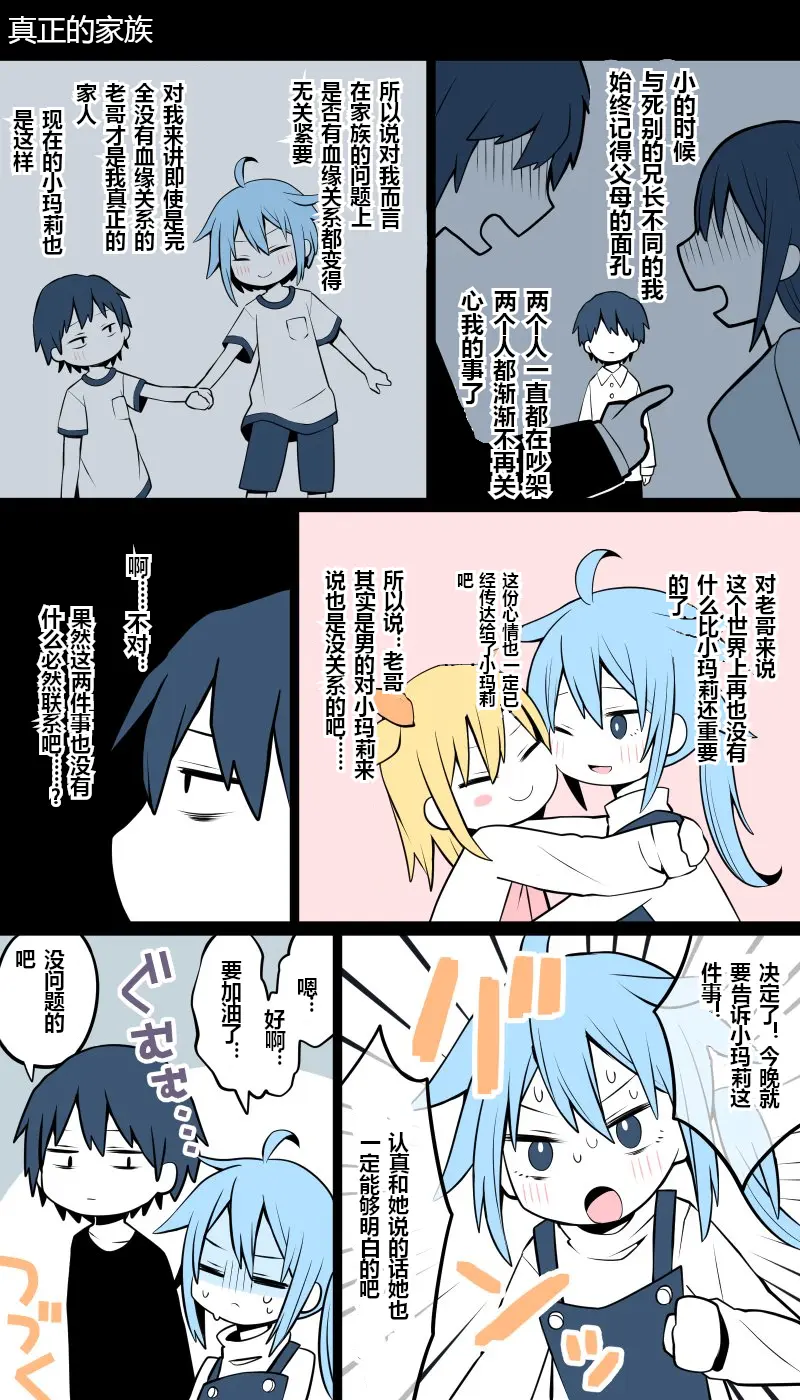 真正的家族
小的时候
与死别的兄长不同的我
始终记得父母的面孔
两个人一直都在吵架
两个人都渐渐不再关
心我的事了
所以说对我而言
在家族的问题上
是否有血缘关系都变得
无关紧要
对我来讲即使是完
全没有血缘关系的
老哥才是我真正的
家人
现在的小玛莉也
是这样
对老哥来说
这个世界上再也没有
什么比小玛莉还重要
的了
这份心情也一定已
经传达给了小玛莉
吧
所以说…老哥
其实是男的对小玛莉来
说也是没关系的吧……
啊……不对…
果然这两件事也没有
什么必然联系吧……?
决定了！今晚就
要告诉小玛莉这
件事！
认真和她说的话她也
一定能够明白的吧
ピシッ
嗯…
好啊…
要加油了…
ぐむむ…
没问题的
吧
つづく